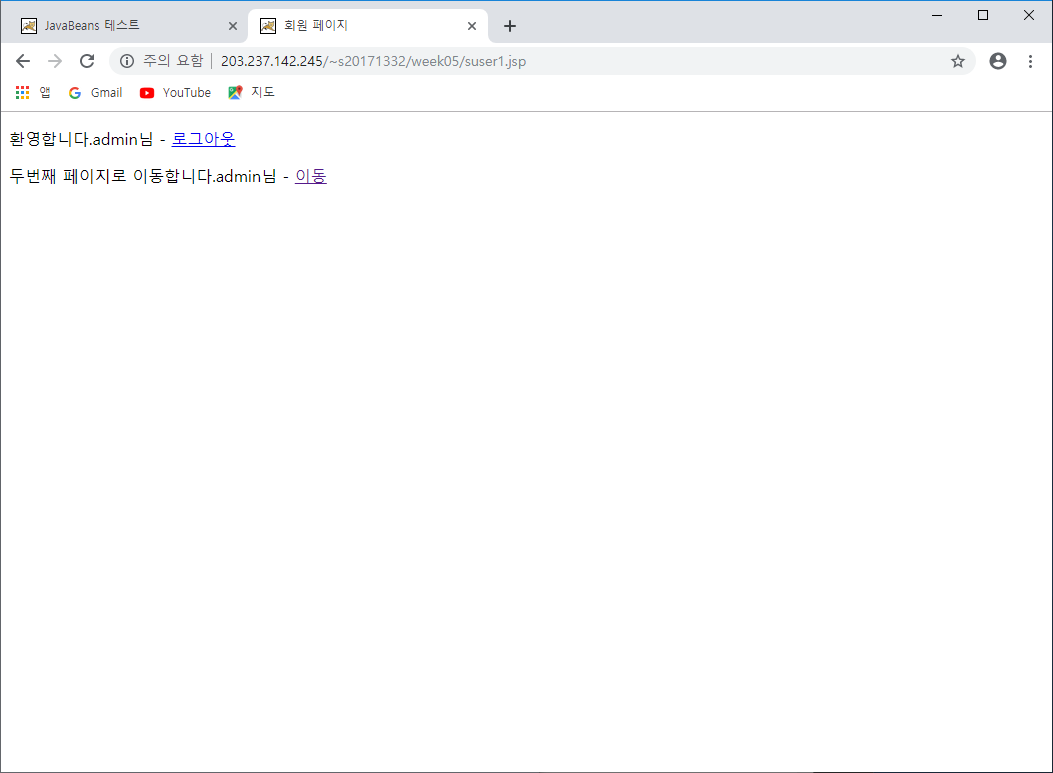 JavaBeans 테스트
회원 페이지
주의 요함 203.237.142.245/~s20171332/week05/suser1.jsp
앱 Gmail YouTube 지도
환영합니다.admin님 - 로그아웃
두번째 페이지로 이동합니다.admin님 - 이동